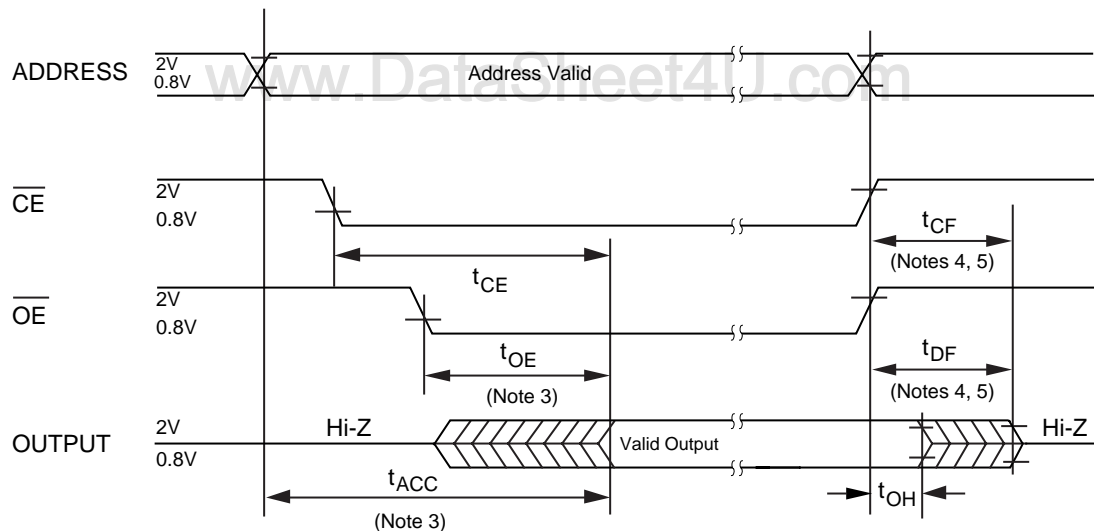 ADDRESS
2V
0.8V
www.DataSheet4U.com
Address Valid
CE
2V
0.8V
tCF
(Notes 4, 5)
tCE
OE
2V
0.8V
tOE
(Note 3)
tDF
(Notes 4, 5)
OUTPUT
2V
0.8V
Hi-Z
Valid Output
Hi-Z
tACC
(Note 3)
tOH